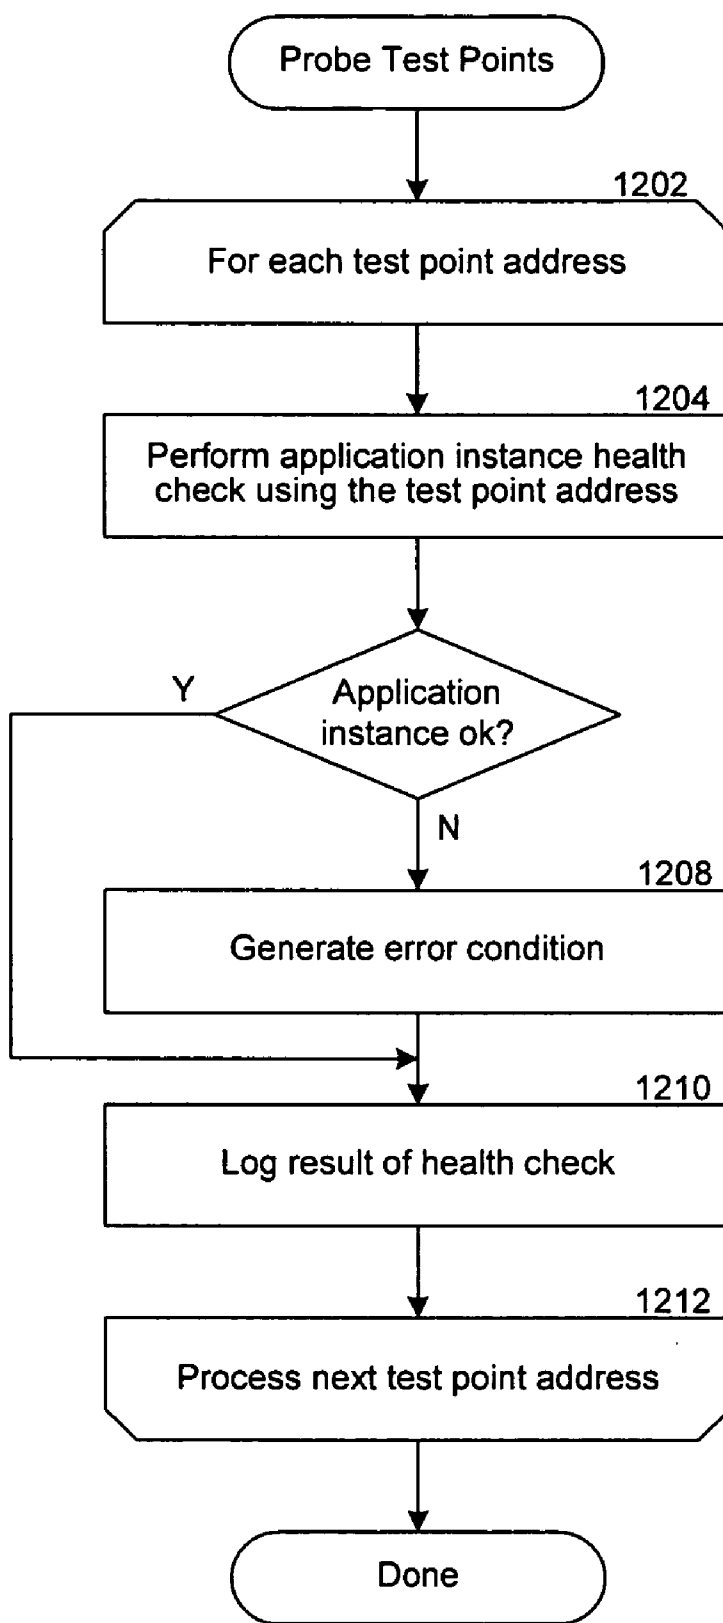 Probe Test Points
1202
For each test point address
1204
Perform application instance health
check using the test point address
Application
instance ok?
Y
N
1208
Generate error condition
1210
Log result of health check
1212
Process next test point address
Done